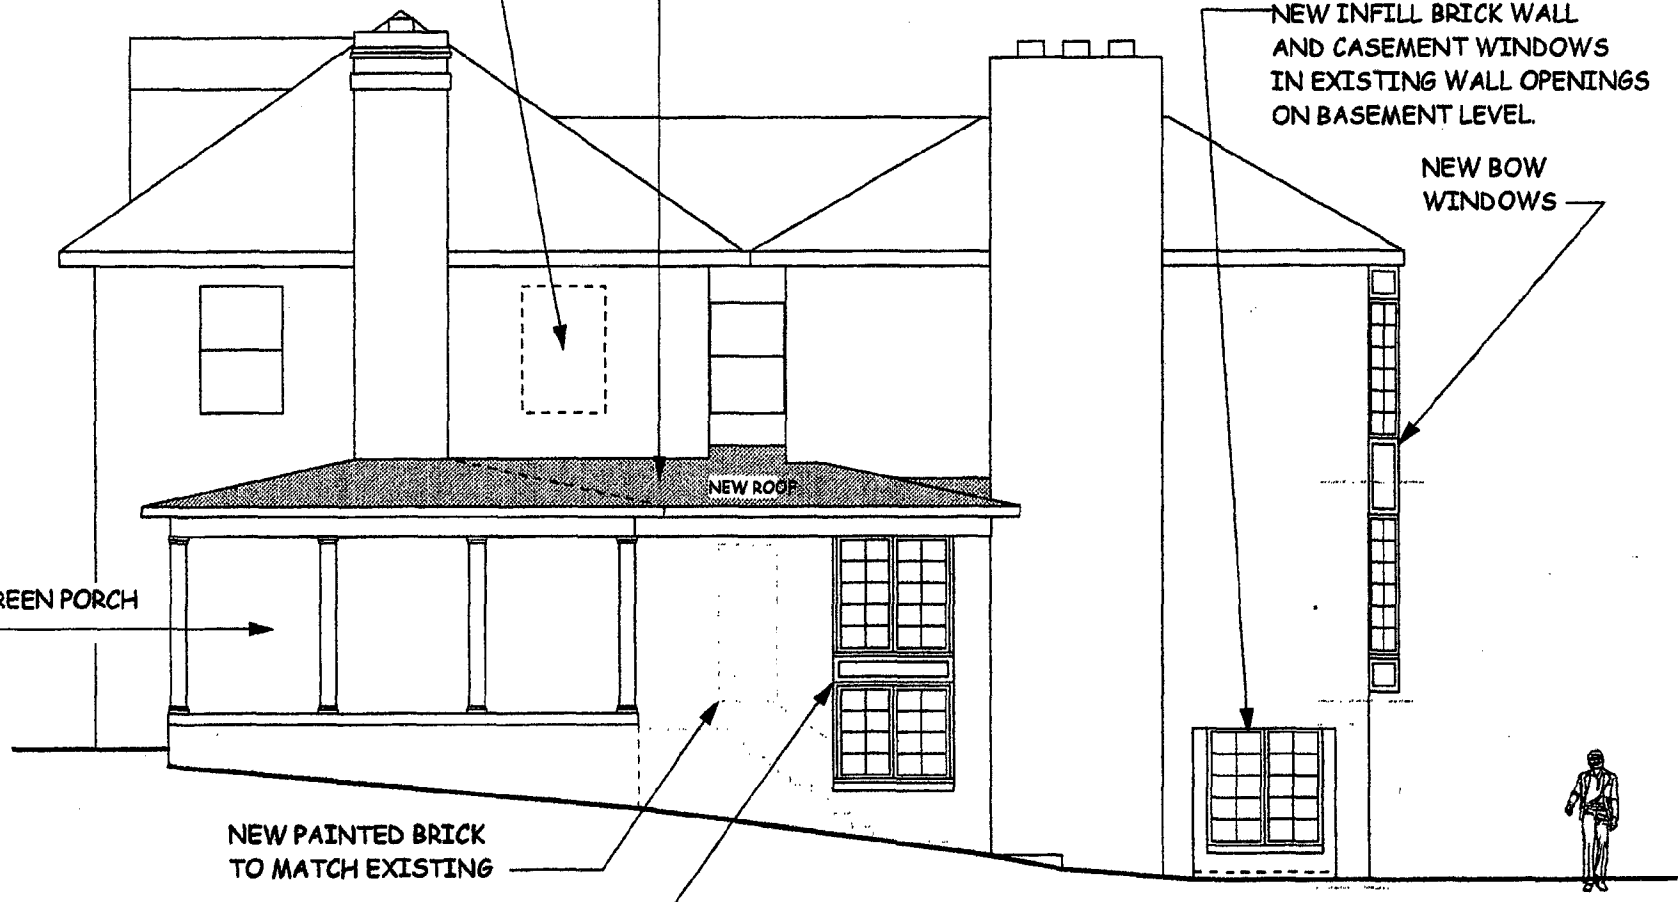 NEW INFILL BRICK WALL
AND CASEMENT WINDOWS
IN EXISTING WALL OPENINGS
ON BASEMENT LEVEL.
NEW BOW
WINDOWS
NEW ROOF
REEN PORCH
NEW PAINTED BRICK
TO MATCH EXISTING